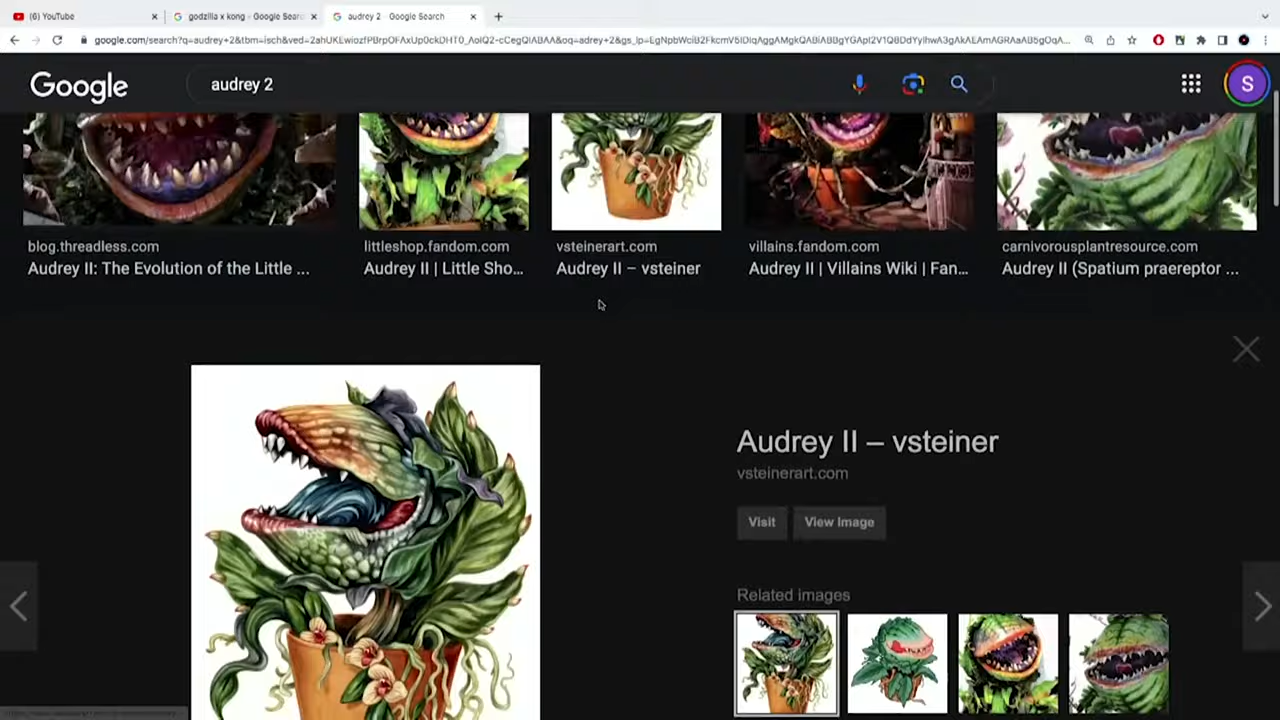 (6) YouTube
godzilla x kong - Google Sear
audrey 2 - Google Search
Google
audrey 2
S
blog.threadless.com
Audrey II: The Evolution of the Little ...
littleshop.fandom.com
Audrey II | Little Sho...
vsteinerart.com
Audrey II – vsteiner
villains.fandom.com
Audrey II | Villains Wiki | Fan...
carnivorousplantresource.com
Audrey II (Spatium praereptor ...
Audrey II – vsteiner
vsteinerart.com
Visit
View Image
Related images